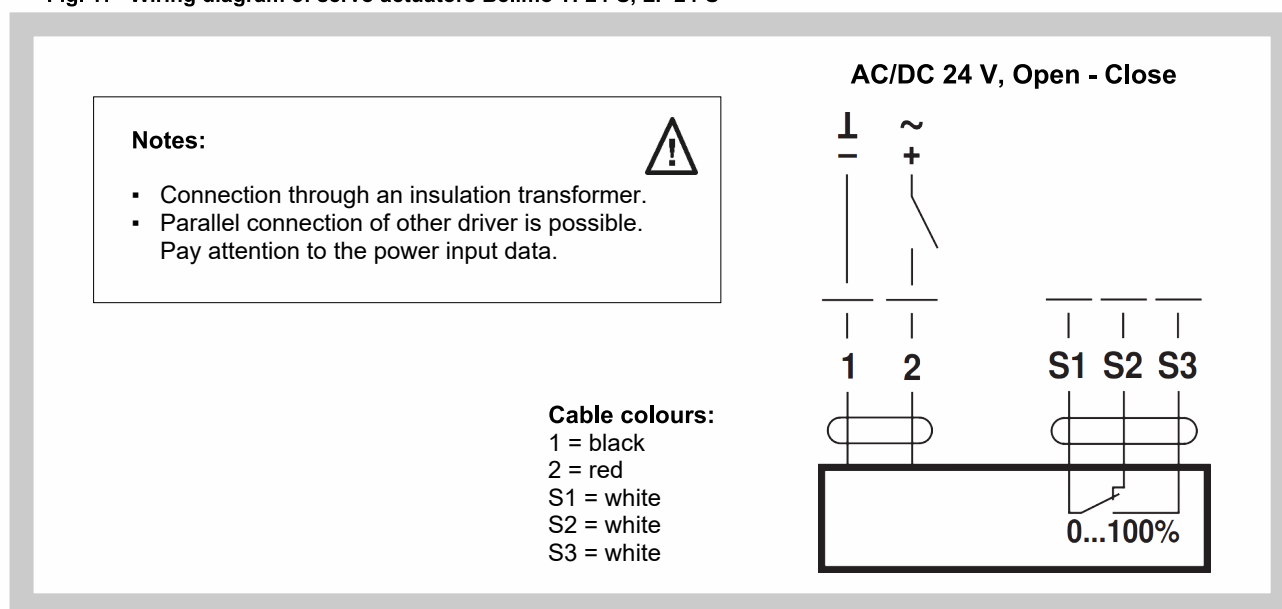 AC/DC 24 V, Open - Close
Notes:
▪ Connection through an insulation transformer.
▪ Parallel connection of other driver is possible.
Pay attention to the power input data.
⊥ ~
− +
1 2 S1 S2 S3
Cable colours:
1 = black
2 = red
S1 = white
S2 = white
S3 = white
0...100%